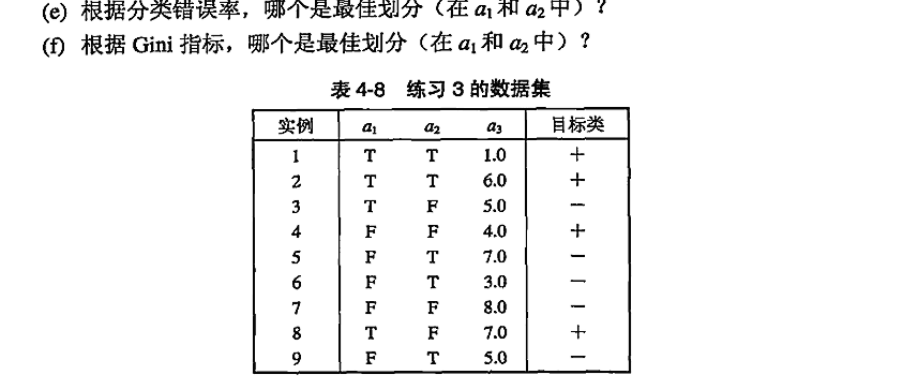 (e) 根据分类错误率，哪个是最佳划分（在 a₁ 和 a₂ 中）？
(f) 根据 Gini 指标，哪个是最佳划分（在 a₁ 和 a₂ 中）？
表 4-8 练习 3 的数据集
实例 a₁ a₂ a₃ 目标类
1 T T 1.0 +
2 T T 6.0 +
3 T F 5.0 −
4 F F 4.0 +
5 F T 7.0 −
6 F T 3.0 −
7 F F 8.0 −
8 T F 7.0 +
9 F T 5.0 −